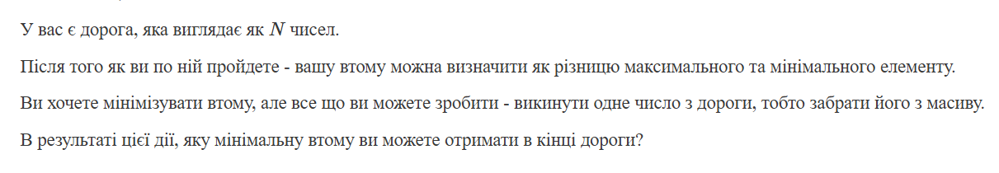 У вас є дорога, яка виглядає як N чисел.
Після того як ви по ній пройдете - вашу втому можна визначити як різницю максимального та мінімального елементу.
Ви хочете мінімізувати втому, але все що ви можете зробити - викинути одне число з дороги, тобто забрати його з масиву.
В результаті цієї дії, яку мінімальну втому ви можете отримати в кінці дороги?